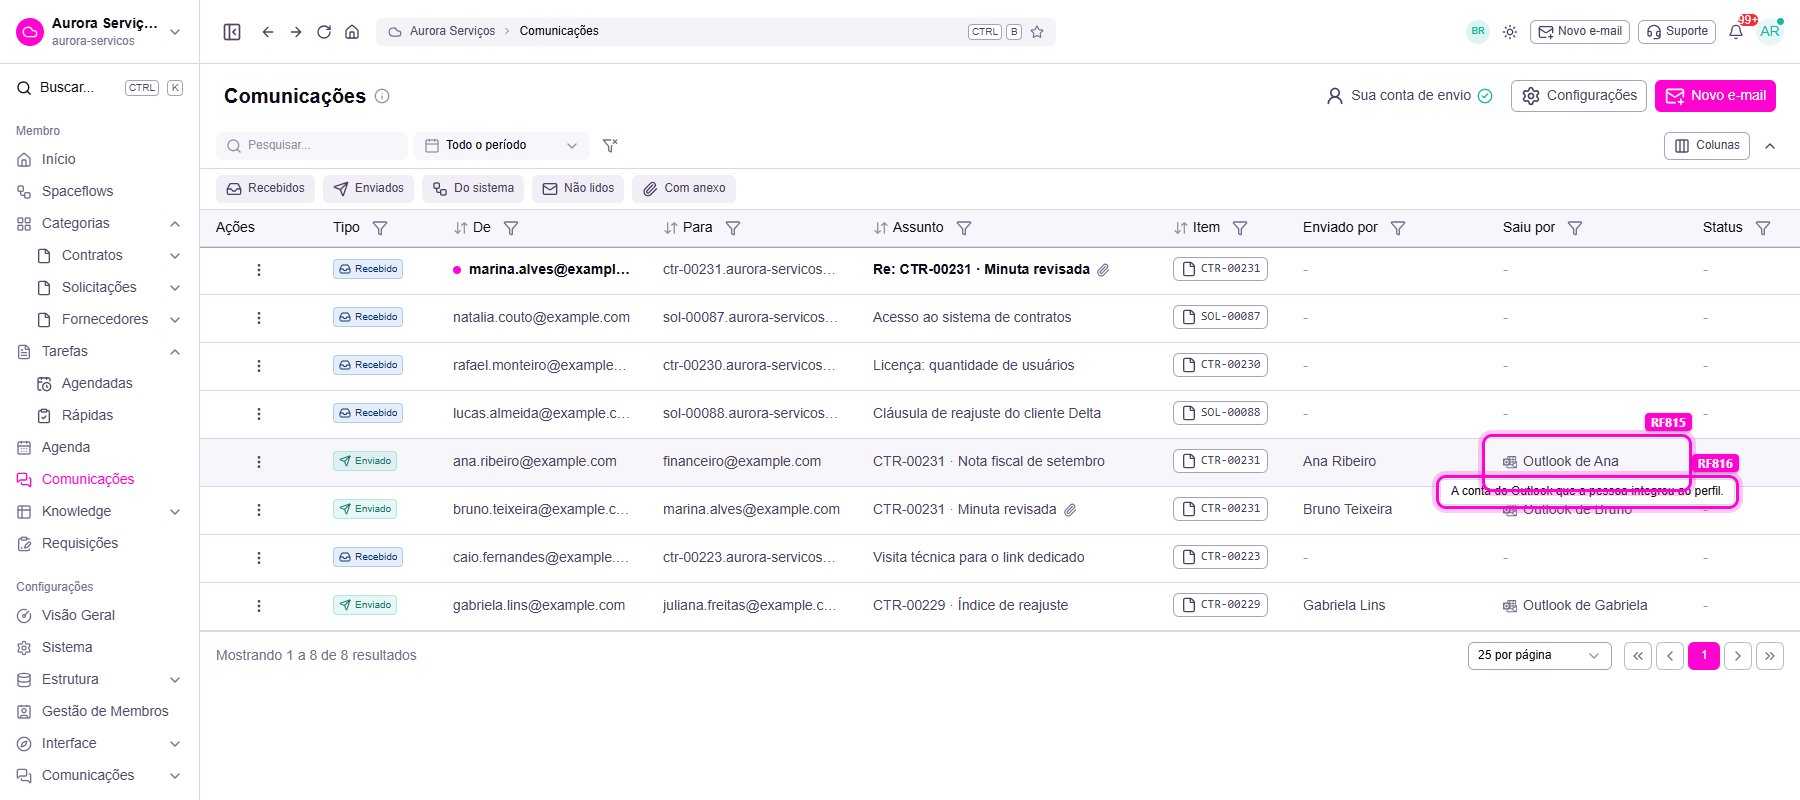 Aurora Serviç...
aurora-servicos
Aurora Serviços > Comunicações
CTRL B
BR
Novo e-mail
Suporte
99+
AR
Buscar...
CTRL K
Membro
Início
Spaceflows
Categorias
Contratos
Solicitações
Fornecedores
Tarefas
Agendadas
Rápidas
Agenda
Comunicações
Knowledge
Requisições
Configurações
Visão Geral
Sistema
Estrutura
Gestão de Membros
Interface
Comunicações
Comunicações
Sua conta de envio
Configurações
Novo e-mail
Pesquisar...
Todo o período
Colunas
Recebidos Enviados Do sistema Não lidos Com anexo
Ações Tipo De Para Assunto Item Enviado por Saiu por Status
Recebido marina.alves@exampl... ctr-00231.aurora-servicos... Re: CTR-00231 · Minuta revisada CTR-00231 - - -
Recebido natalia.couto@example.com sol-00087.aurora-servicos... Acesso ao sistema de contratos SOL-00087 - - -
Recebido rafael.monteiro@example... ctr-00230.aurora-servicos... Licença: quantidade de usuários CTR-00230 - - -
Recebido lucas.almeida@example.c... sol-00088.aurora-servicos... Cláusula de reajuste do cliente Delta SOL-00088 - - -
RF815
Enviado ana.ribeiro@example.com financeiro@example.com CTR-00231 · Nota fiscal de setembro CTR-00231 Ana Ribeiro Outlook de Ana
RF816
A conta do Outlook que a pessoa integrou ao perfil.
Enviado bruno.teixeira@example.c... marina.alves@example.com CTR-00231 · Minuta revisada CTR-00231 Bruno Teixeira Outlook de Bruno -
Recebido caio.fernandes@example.... ctr-00223.aurora-servicos... Visita técnica para o link dedicado CTR-00223 - - -
Enviado gabriela.lins@example.com juliana.freitas@example.c... CTR-00229 · Índice de reajuste CTR-00229 Gabriela Lins Outlook de Gabriela -
Mostrando 1 a 8 de 8 resultados
25 por página
1